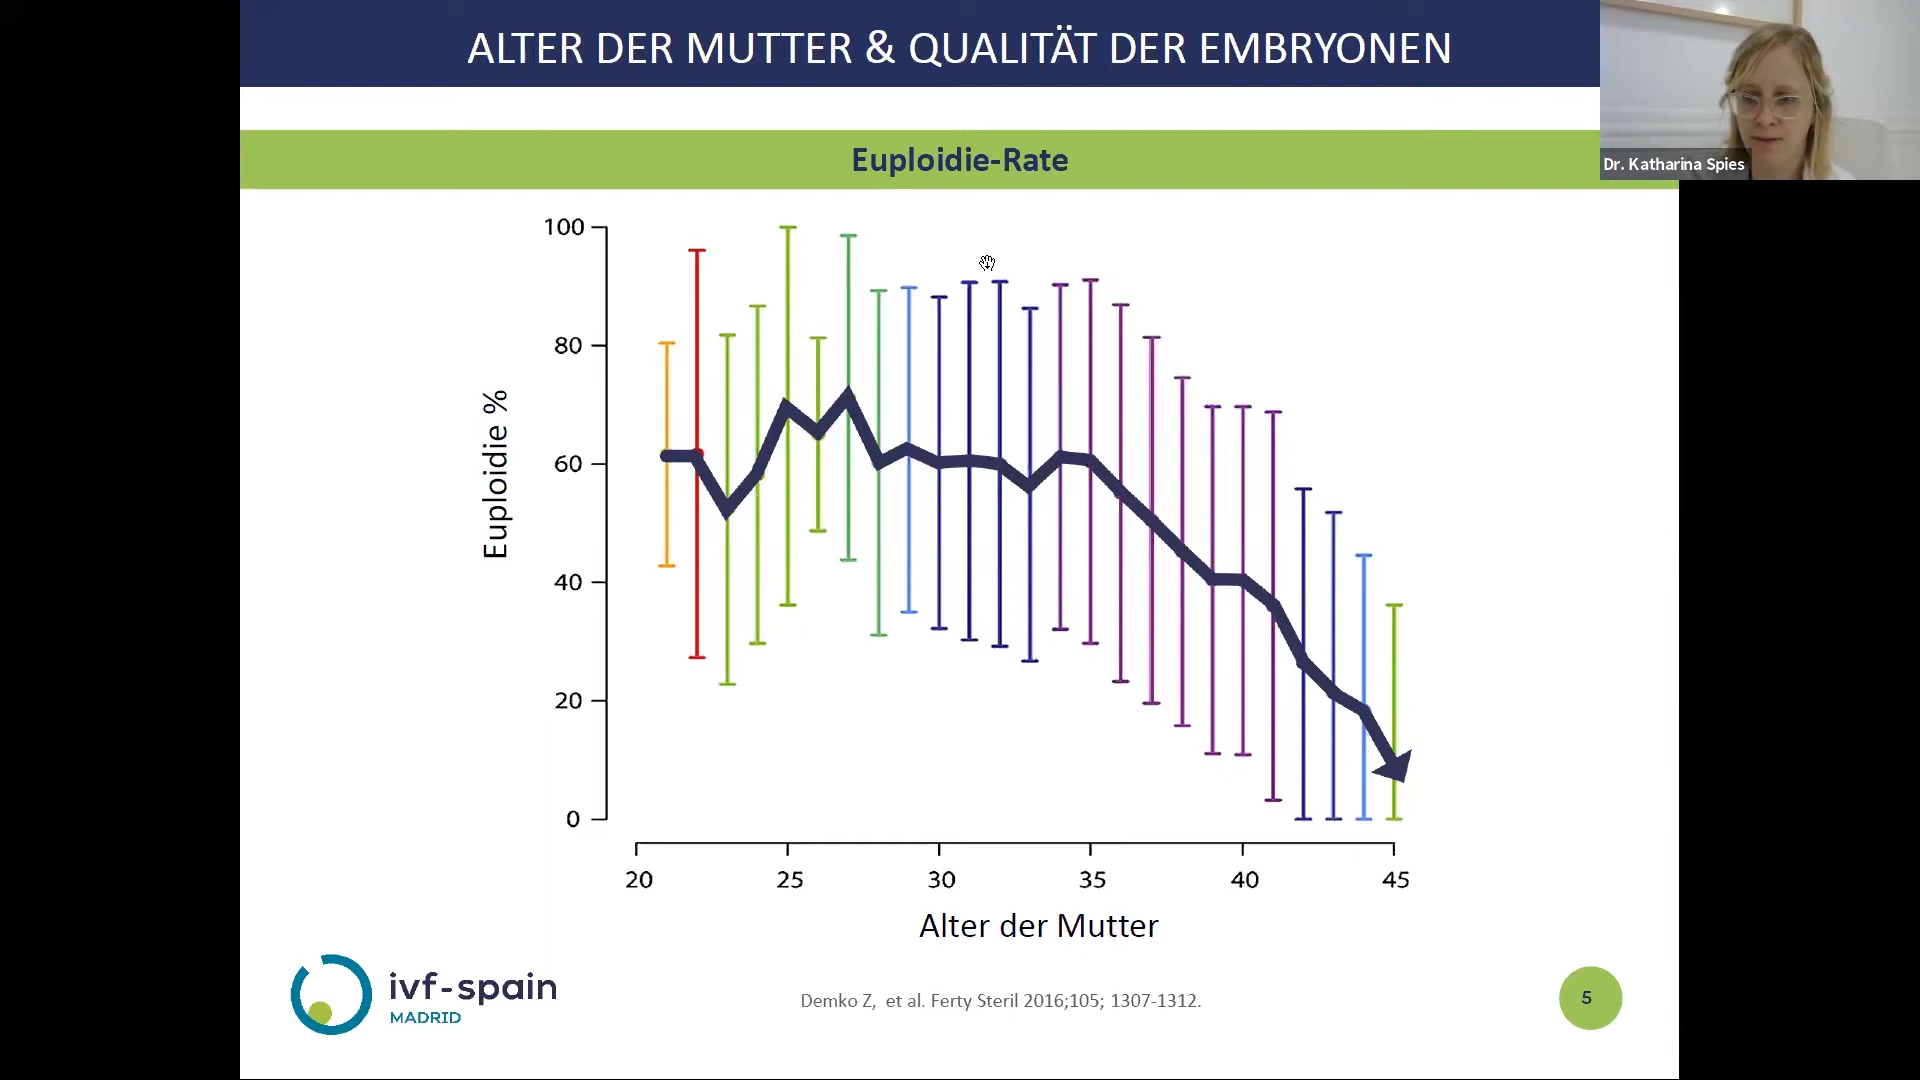 ALTER DER MUTTER & QUALITÄT DER EMBRYONEN
Dr. Katharina Spies
Euploidie-Rate
100
80
60
40
20
0
Euploidie %
20 25 30 35 40 45
Alter der Mutter
ivf-spain
MADRID
Demko Z, et al. Ferty Steril 2016;105; 1307-1312.
5